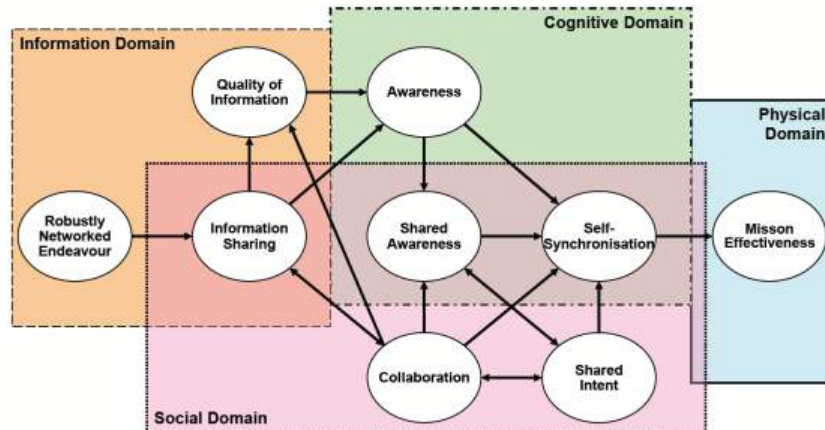 Cognitive Domain
Information Domain
Quality of
Information
Awareness
Physical
Domain
Robustly
Networked
Endeavour
Information
Sharing
Shared
Awareness
Self-
Synchronisation
Misson
Effectiveness
Collaboration
Shared
Intent
Social Domain